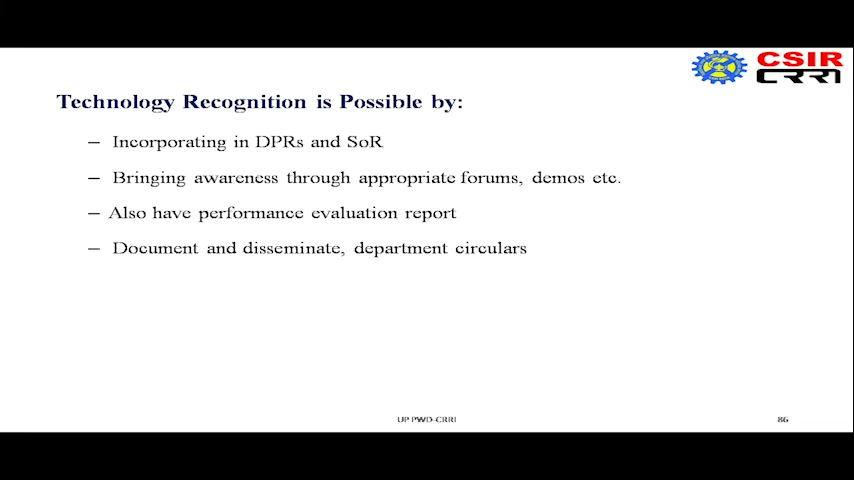 CSIR
CRRI
Technology Recognition is Possible by:
– Incorporating in DPRs and SoR
– Bringing awareness through appropriate forums, demos etc.
– Also have performance evaluation report
– Document and disseminate, department circulars
UP PWD-CRRI
86